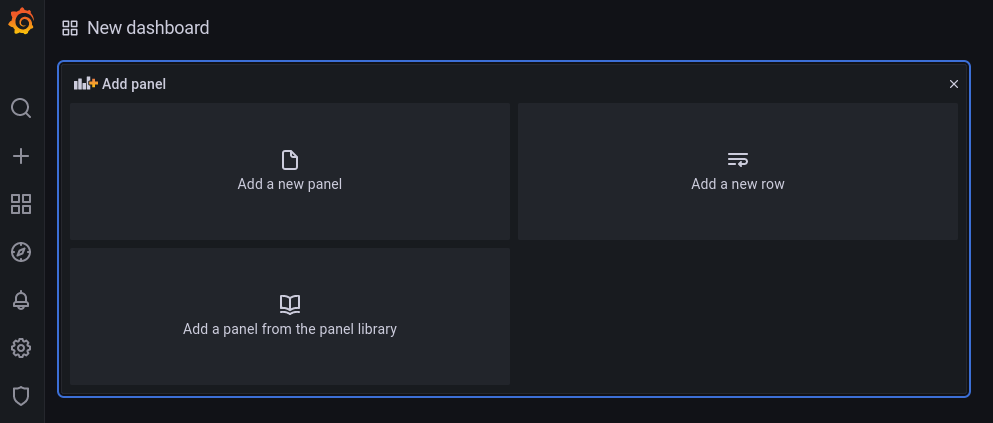 New dashboard
Add panel
Add a new panel
Add a new row
Add a panel from the panel library